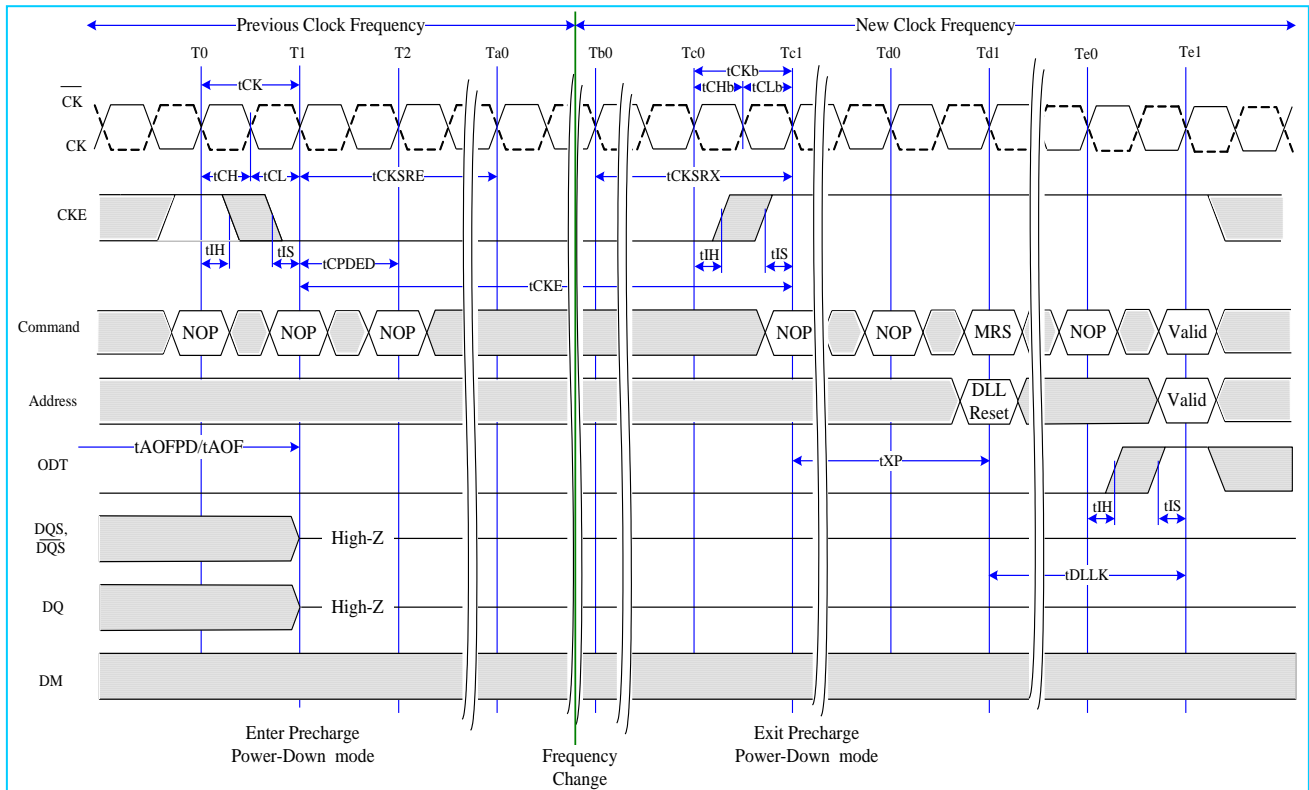 Previous Clock Frequency New Clock Frequency
T0 T1 T2 Ta0 Tb0 Tc0 Tc1 Td0 Td1 Te0 Te1
tCK tCKb
tCHb tCLb
CK
CK
tCH tCL tCKSRE tCKSRX
CKE
tIH tIS tCPDED tIH tIS
tCKE
Command NOP NOP NOP NOP NOP MRS NOP Valid
Address DLL Reset Valid
tAOFPD/tAOF
ODT tXP
tIH tIS
DQS, DQS High-Z
tDLLK
DQ High-Z
DM
Enter Precharge Power-Down mode
Frequency Change
Exit Precharge Power-Down mode